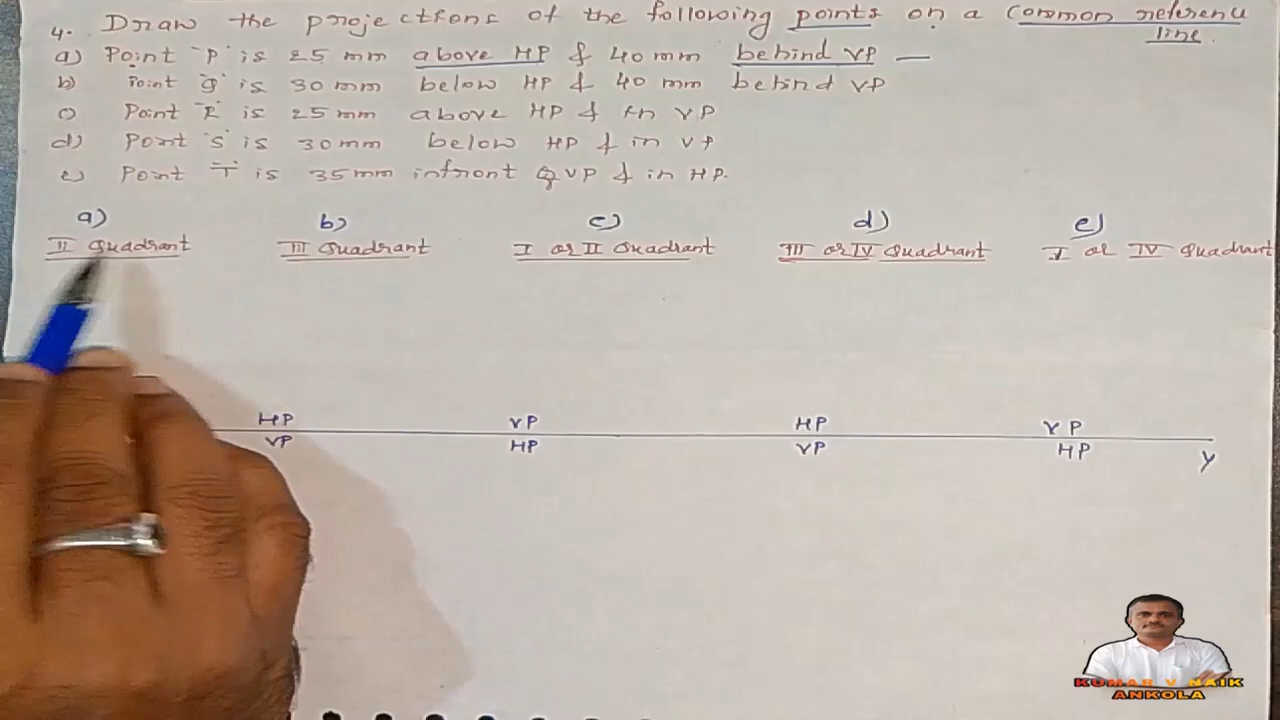 4. Draw the projections of the following points on a common reference line.
a) Point 'P' is 25 mm above HP & 40 mm behind VP
b) Point 'Q' is 30 mm below HP & 40 mm behind VP
c) Point 'R' is 25 mm above HP & in VP
d) Point 'S' is 30mm below HP & in VP
e) Point 'T' is 35mm infront of VP & in HP.
a) b) c) d) e)
II Quadrant III Quadrant I or II Quadrant III or IV Quadrant I or IV Quadrant
HP VP HP VP
VP HP VP HP
y
KUMAR V NAIK
ANKOLA